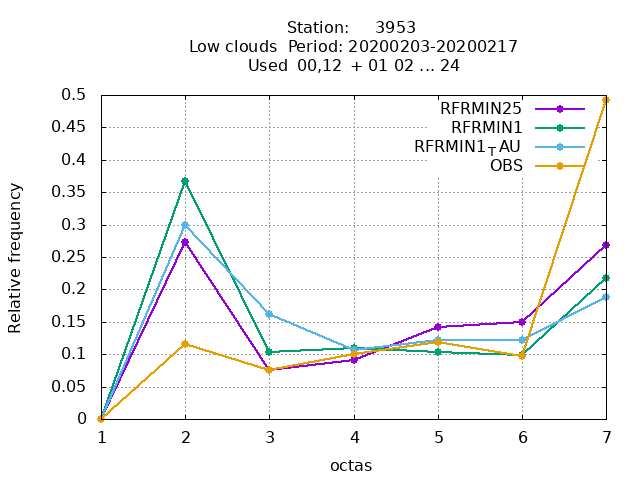 Station:     3953
Low clouds  Period: 20200203-20200217
Used  00,12  + 01 02 ... 24
RFRMIN25
RFRMIN1
RFRMIN1TAU
OBS
0.5
0.45
0.4
0.35
0.3
0.25
0.2
0.15
0.1
0.05
0
Relative frequency
1 2 3 4 5 6 7
octas